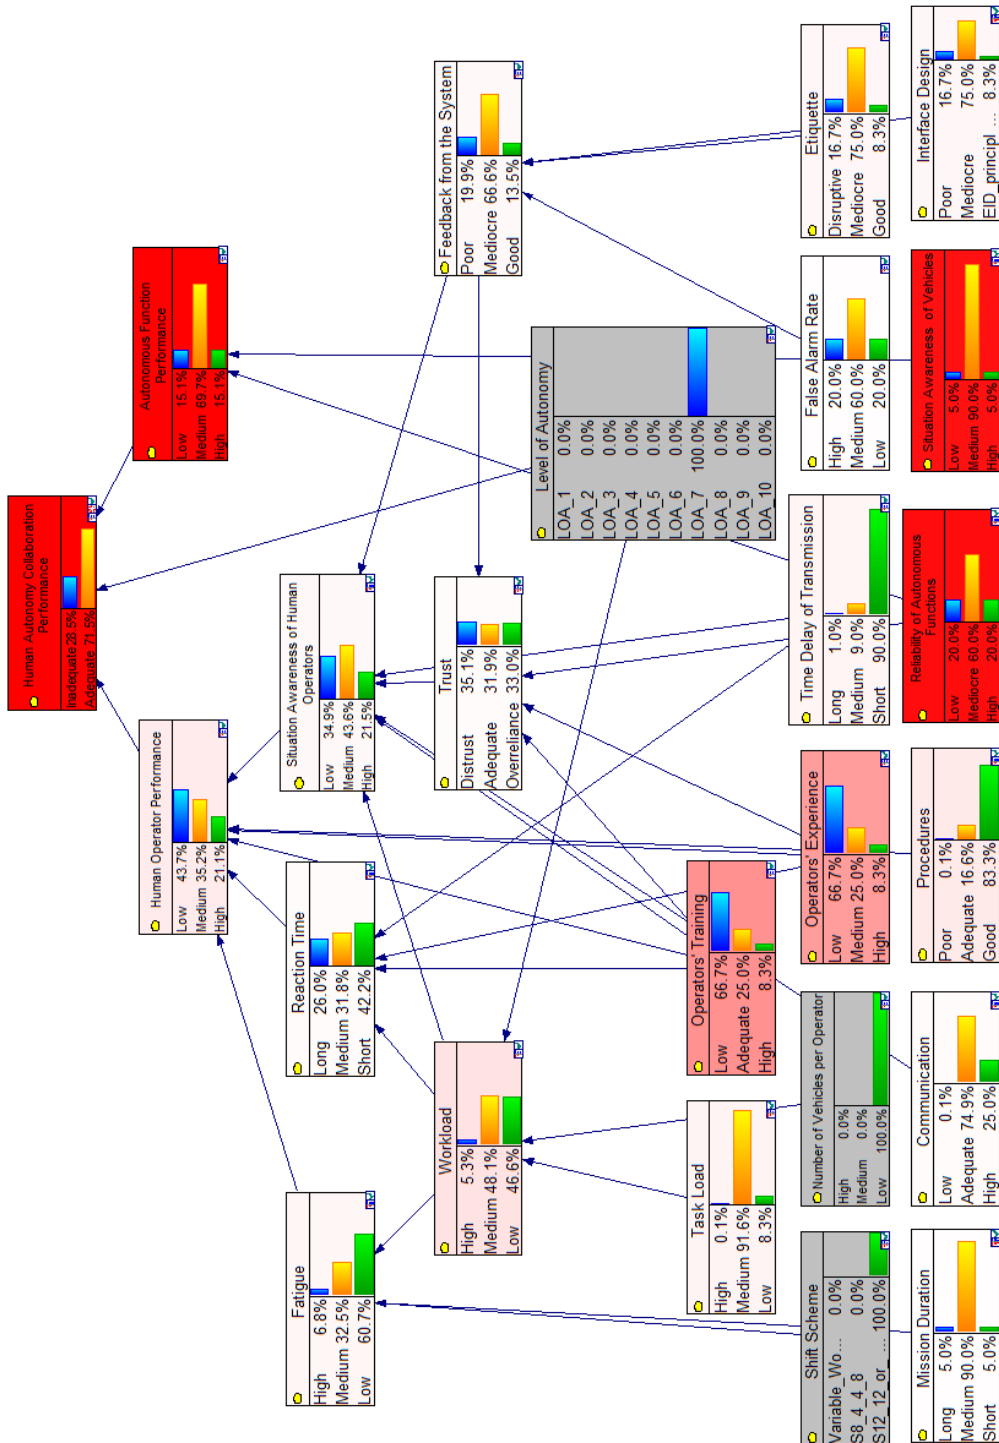 Human Autonomy Collaboration
Performance
Inadequate 28.5%
Adequate 71.5%
Human Operator Performance
Low 43.7%
Medium 35.2%
High 21.1%
Autonomous Function
Performance
Low 15.1%
Medium 69.7%
High 15.1%
Fatigue
High 6.8%
Medium 32.5%
Low 60.7%
Reaction Time
Long 26.0%
Medium 31.8%
Short 42.2%
Situation Awareness of Human
Operators
Low 34.9%
Medium 43.6%
High 21.5%
Workload
High 5.3%
Medium 48.1%
Low 46.6%
Trust
Distrust 35.1%
Adequate 31.9%
Overreliance 33.0%
Feedback from the System
Poor 19.9%
Mediocre 66.6%
Good 13.5%
Level of Autonomy
LOA_1 0.0%
LOA_2 0.0%
LOA_3 0.0%
LOA_4 0.0%
LOA_5 0.0%
LOA_6 0.0%
LOA_7 100.0%
LOA_8 0.0%
LOA_9 0.0%
LOA_10 0.0%
Task Load
High 0.1%
Medium 91.6%
Low 8.3%
Operators' Training
Low 66.7%
Adequate 25.0%
High 8.3%
Shift Scheme
Variable_Wo... 0.0%
S8_4_4_8 0.0%
S12_12_or_... 100.0%
Number of Vehicles per Operator
High 0.0%
Medium 0.0%
Low 100.0%
Operators' Experience
Low 66.7%
Medium 25.0%
High 8.3%
Time Delay of Transmission
Long 1.0%
Medium 9.0%
Short 90.0%
False Alarm Rate
High 20.0%
Medium 60.0%
Low 20.0%
Etiquette
Disruptive 16.7%
Mediocre 75.0%
Good 8.3%
Mission Duration
Long 5.0%
Medium 90.0%
Short 5.0%
Communication
Low 0.1%
Adequate 74.9%
High 25.0%
Procedures
Poor 0.1%
Adequate 16.6%
Good 83.3%
Reliability of Autonomous
Functions
Low 20.0%
Mediocre 60.0%
High 20.0%
Situation Awareness of Vehicles
Low 5.0%
Medium 90.0%
High 5.0%
Interface Design
Poor 16.7%
Mediocre 75.0%
EID_principl ... 8.3%